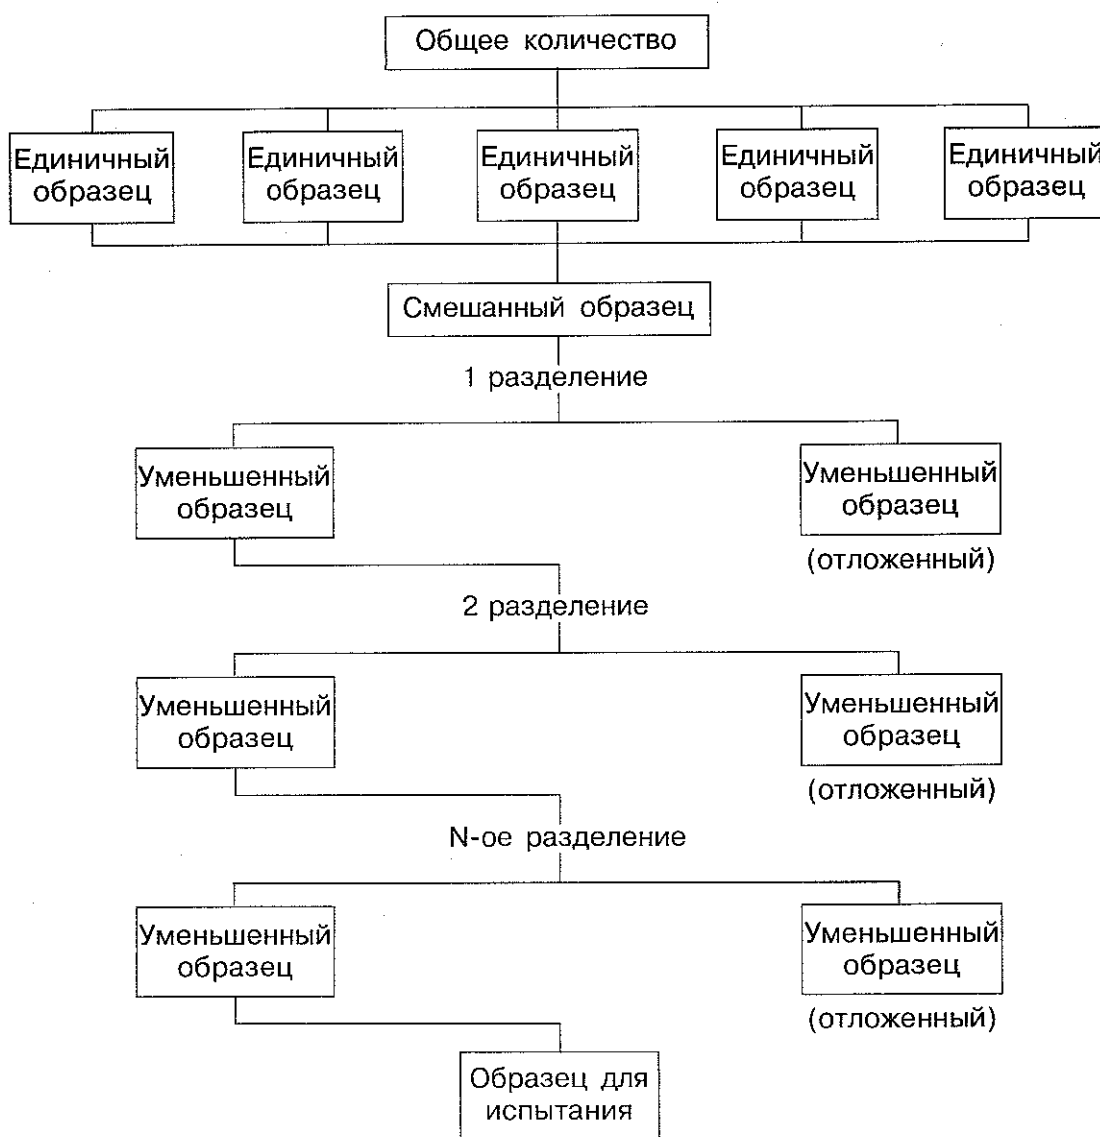 Общее количество
Единичный
образец
Единичный
образец
Единичный
образец
Единичный
образец
Единичный
образец
Смешанный образец
1 разделение
Уменьшенный
образец
Уменьшенный
образец
(отложенный)
2 разделение
Уменьшенный
образец
Уменьшенный
образец
(отложенный)
N-ое разделение
Уменьшенный
образец
Уменьшенный
образец
(отложенный)
Образец для
испытания